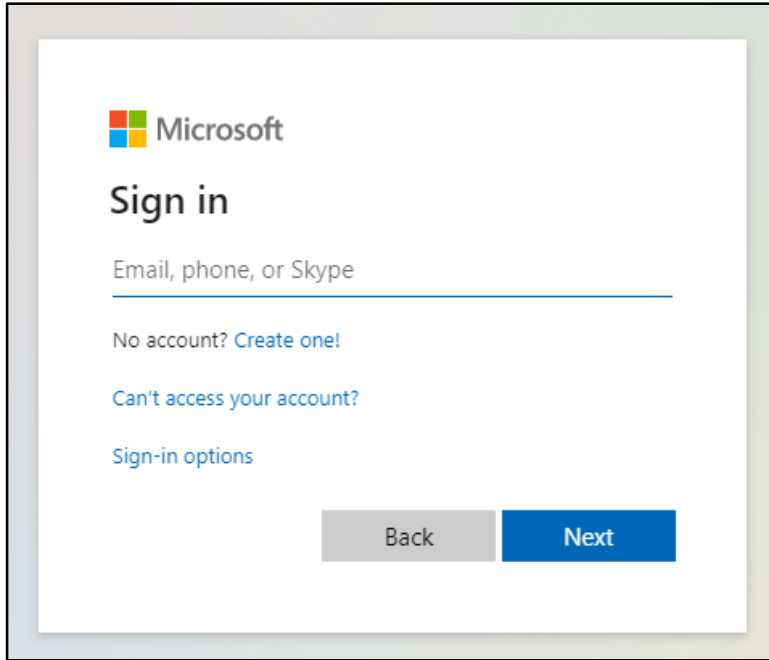 Microsoft
Sign in
Email, phone, or Skype
No account? Create one!
Can't access your account?
Sign-in options
Back Next